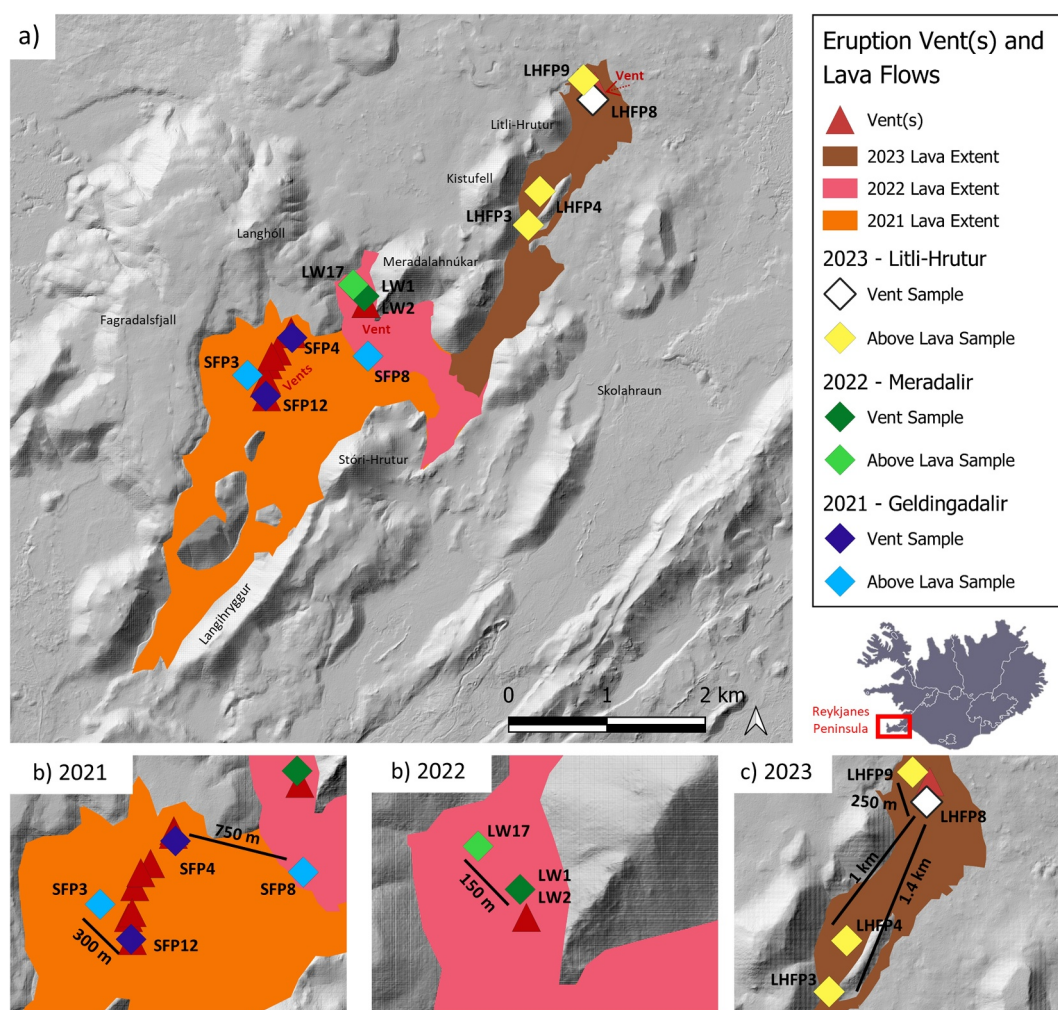 a)
LHFP9
Vent
LHFP8
Litli-Hrutur
Kistufell
LHFP4
LHFP3
Langhóll
Meradalahnúkar
LW17
LW1
LW2
Vent
Fagradalsfjall
SFP4
SFP3
Vents
SFP8
SFP12
Skolahraun
Stóri-Hrutur
Langihryggur
0 1 2 km
Eruption Vent(s) and
Lava Flows
Vent(s)
2023 Lava Extent
2022 Lava Extent
2021 Lava Extent
2023 - Litli-Hrutur
Vent Sample
Above Lava Sample
2022 - Meradalir
Vent Sample
Above Lava Sample
2021 - Geldingadalir
Vent Sample
Above Lava Sample
Reykjanes
Peninsula
b) 2021
750 m
SFP4
SFP8
SFP3
SFP12
300 m
b) 2022
LW17
LW1
LW2
150 m
c) 2023
LHFP9
250 m
LHFP8
1 km
1.4 km
LHFP4
LHFP3